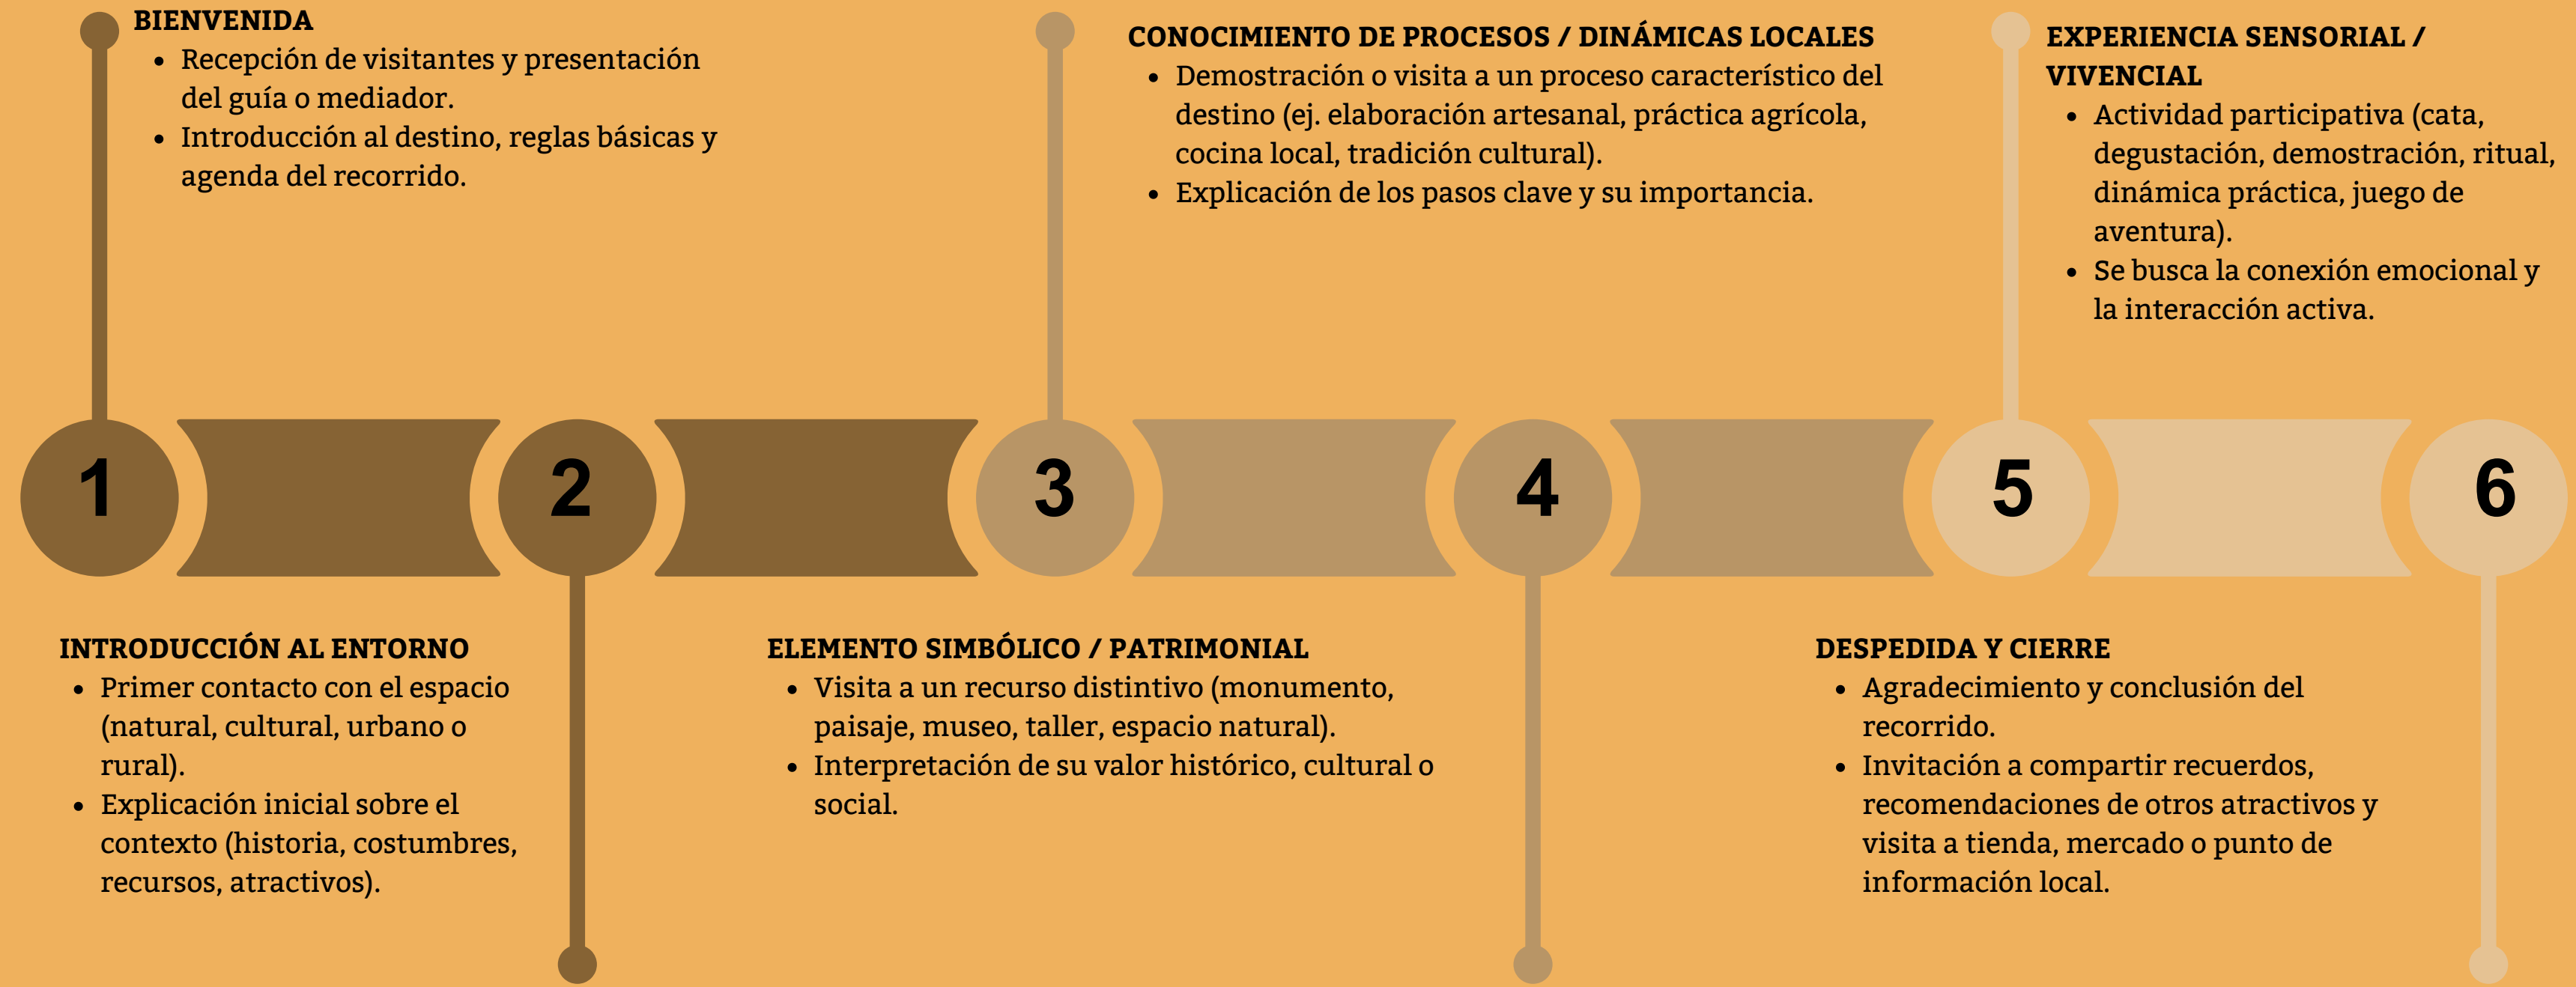 BIENVENIDA
• Recepción de visitantes y presentación
del guía o mediador.
• Introducción al destino, reglas básicas y
agenda del recorrido.
CONOCIMIENTO DE PROCESOS / DINÁMICAS LOCALES
• Demostración o visita a un proceso característico del
destino (ej. elaboración artesanal, práctica agrícola,
cocina local, tradición cultural).
• Explicación de los pasos clave y su importancia.
EXPERIENCIA SENSORIAL /
VIVENCIAL
• Actividad participativa (cata,
degustación, demostración, ritual,
dinámica práctica, juego de
aventura).
• Se busca la conexión emocional y
la interacción activa.
1
2
3
4
5
6
INTRODUCCIÓN AL ENTORNO
• Primer contacto con el espacio
(natural, cultural, urbano o
rural).
• Explicación inicial sobre el
contexto (historia, costumbres,
recursos, atractivos).
ELEMENTO SIMBÓLICO / PATRIMONIAL
• Visita a un recurso distintivo (monumento,
paisaje, museo, taller, espacio natural).
• Interpretación de su valor histórico, cultural o
social.
DESPEDIDA Y CIERRE
• Agradecimiento y conclusión del
recorrido.
• Invitación a compartir recuerdos,
recomendaciones de otros atractivos y
visita a tienda, mercado o punto de
información local.